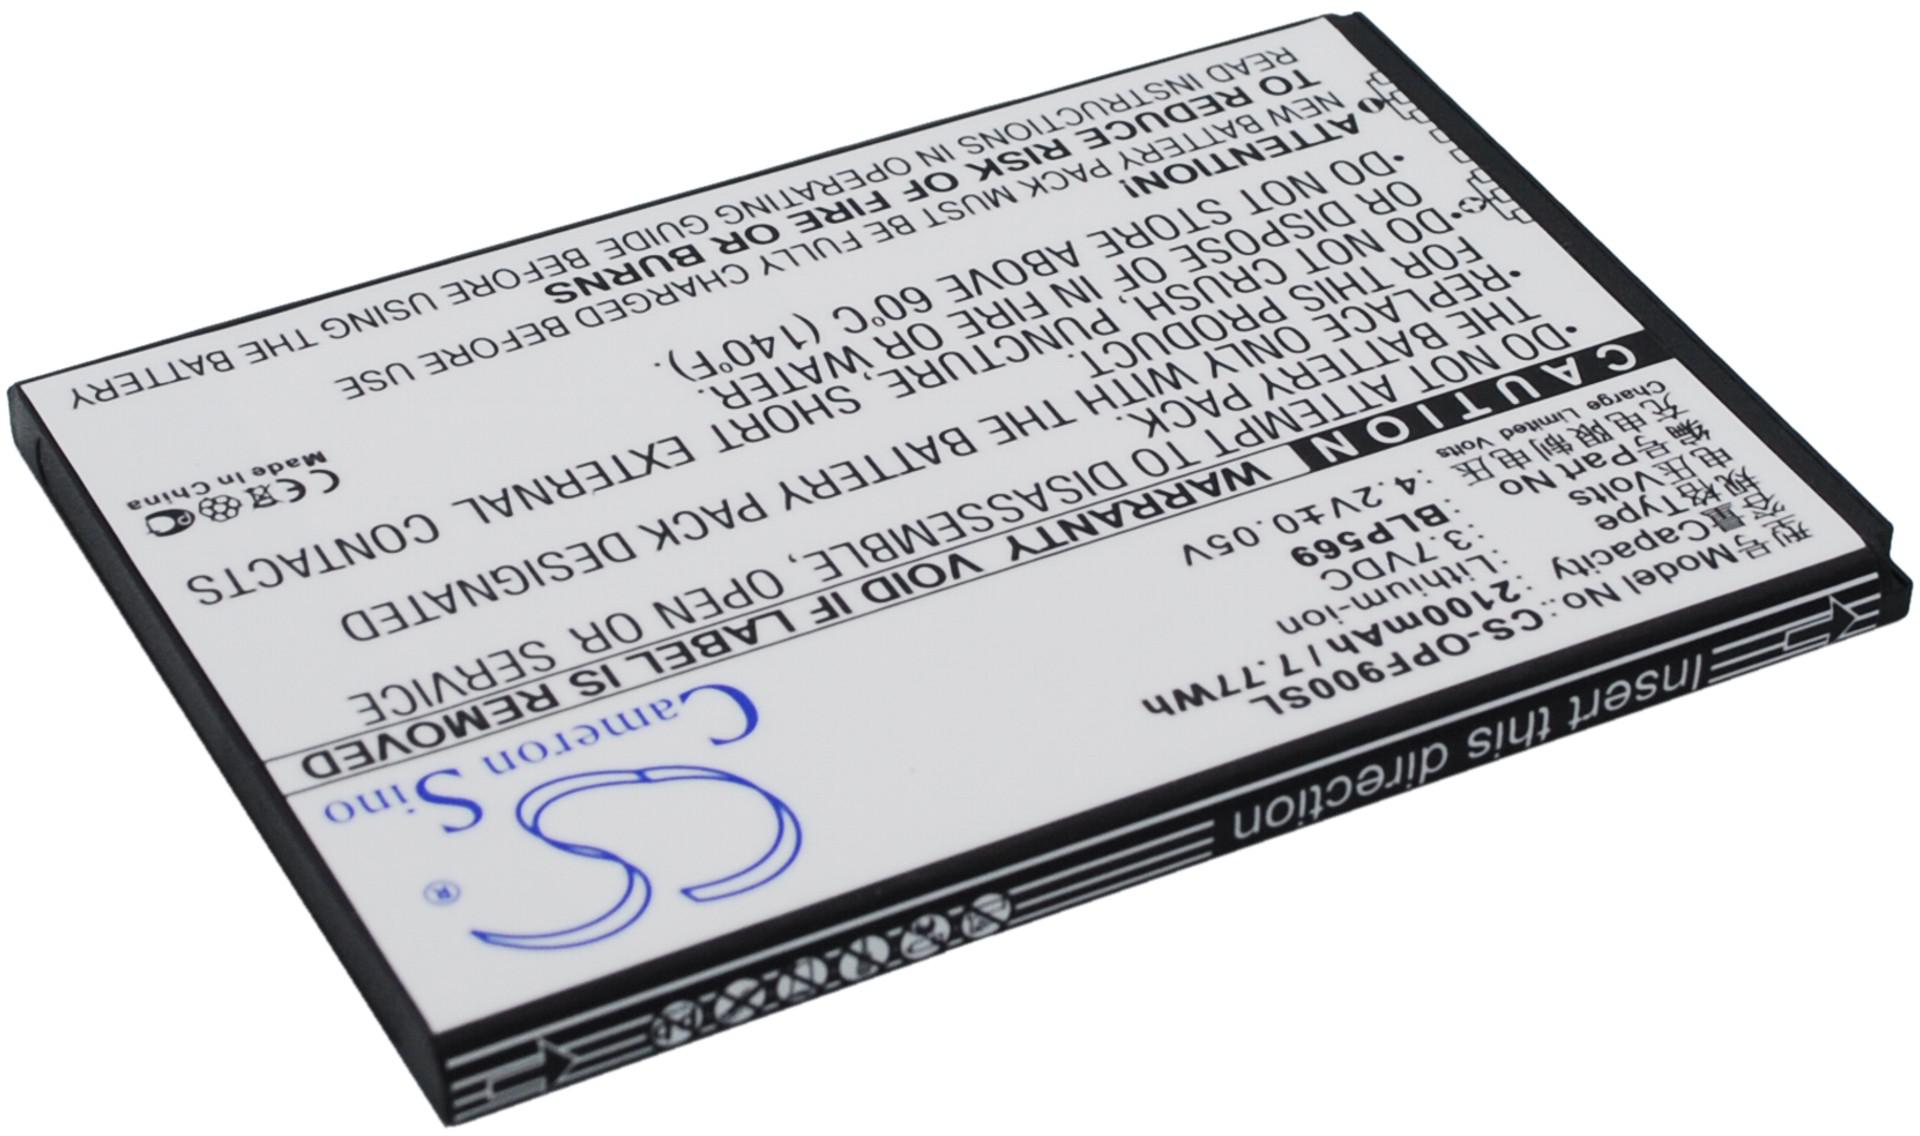 Cameron Sino
®
型号Model No.: CS-OPF900SL
容量Capacity : 2100mAh / 7.77Wh
规格Type : Lithium-ion
电压Volts : 3.7VDC
编号Part No : BLP569
充电限制电压 : 4.2V±0.05V
Charge Limited Volts
CAUTION WARRANTY VOID IF LABEL IS REMOVED
•DO NOT ATTEMPT TO DISASSEMBLE, OPEN OR SERVICE
THE BATTERY PACK.
•REPLACE ONLY WITH THE BATTERY PACK DESIGNATED
FOR THIS PRODUCT.
•DO NOT CRUSH, PUNCTURE, SHORT EXTERNAL CONTACTS
OR DISPOSE OF IN FIRE OR WATER.
•DO NOT STORE ABOVE 60°C (140°F).
ATTENTION!
NEW BATTERY PACK MUST BE FULLY CHARGED BEFORE USE
TO REDUCE RISK OF FIRE OR BURNS
READ INSTRUCTIONS IN OPERATING GUIDE BEFORE USING THE BATTERY
CE
Made in China
Insert this direction